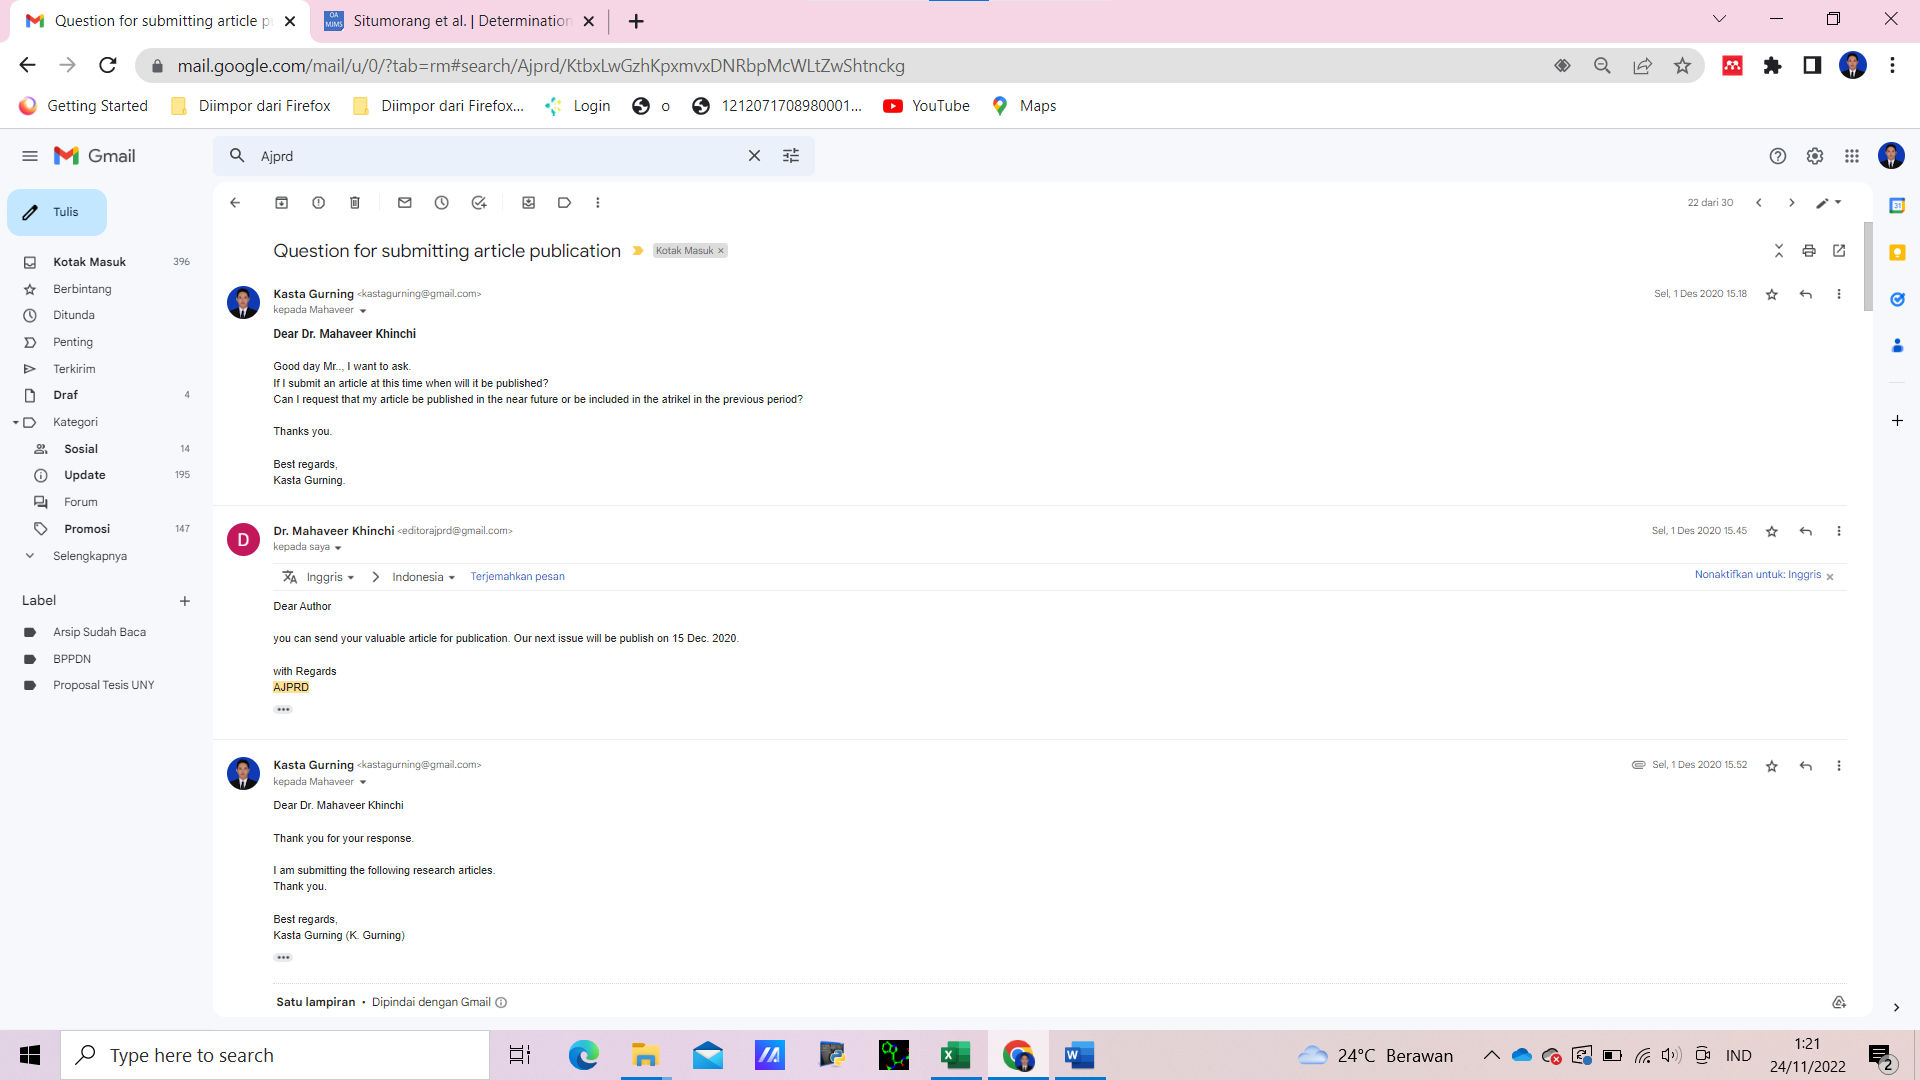 Question for submitting article p
Situmorang et al. | Determination
mail.google.com/mail/u/0/?tab=rm#search/Ajprd/KtbxLwGzhKpxmvxDNRbpMcWLtZwShtnckg
Getting Started
Diimpor dari Firefox
Diimpor dari Firefox...
Login
o
1212071708980001...
YouTube
Maps
Gmail
Ajprd
Tulis
22 dari 30
Kotak Masuk 396
Berbintang
Ditunda
Penting
Terkirim
Draf 4
Kategori
Sosial 14
Update 195
Forum
Promosi 147
Selengkapnya
Label
Arsip Sudah Baca
BPPDN
Proposal Tesis UNY
Question for submitting article publication
Kotak Masuk ×
Kasta Gurning <kastagurning@gmail.com>
Sel, 1 Des 2020 15.18
kepada Mahaveer
Dear Dr. Mahaveer Khinchi
Good day Mr.., I want to ask.
If I submit an article at this time when will it be published?
Can I request that my article be published in the near future or be included in the atrikel in the previous period?
Thanks you.
Best regards,
Kasta Gurning.
D
Dr. Mahaveer Khinchi <editorajprd@gmail.com>
Sel, 1 Des 2020 15.45
kepada saya
Inggris
Indonesia
Terjemahkan pesan
Nonaktifkan untuk: Inggris ×
Dear Author
you can send your valuable article for publication. Our next issue will be publish on 15 Dec. 2020.
with Regards
AJPRD
Kasta Gurning <kastagurning@gmail.com>
Sel, 1 Des 2020 15.52
kepada Mahaveer
Dear Dr. Mahaveer Khinchi
Thank you for your response.
I am submitting the following research articles.
Thank you.
Best regards,
Kasta Gurning (K. Gurning)
Satu lampiran • Dipindai dengan Gmail
Type here to search
24°C Berawan
IND
1:21
24/11/2022
2